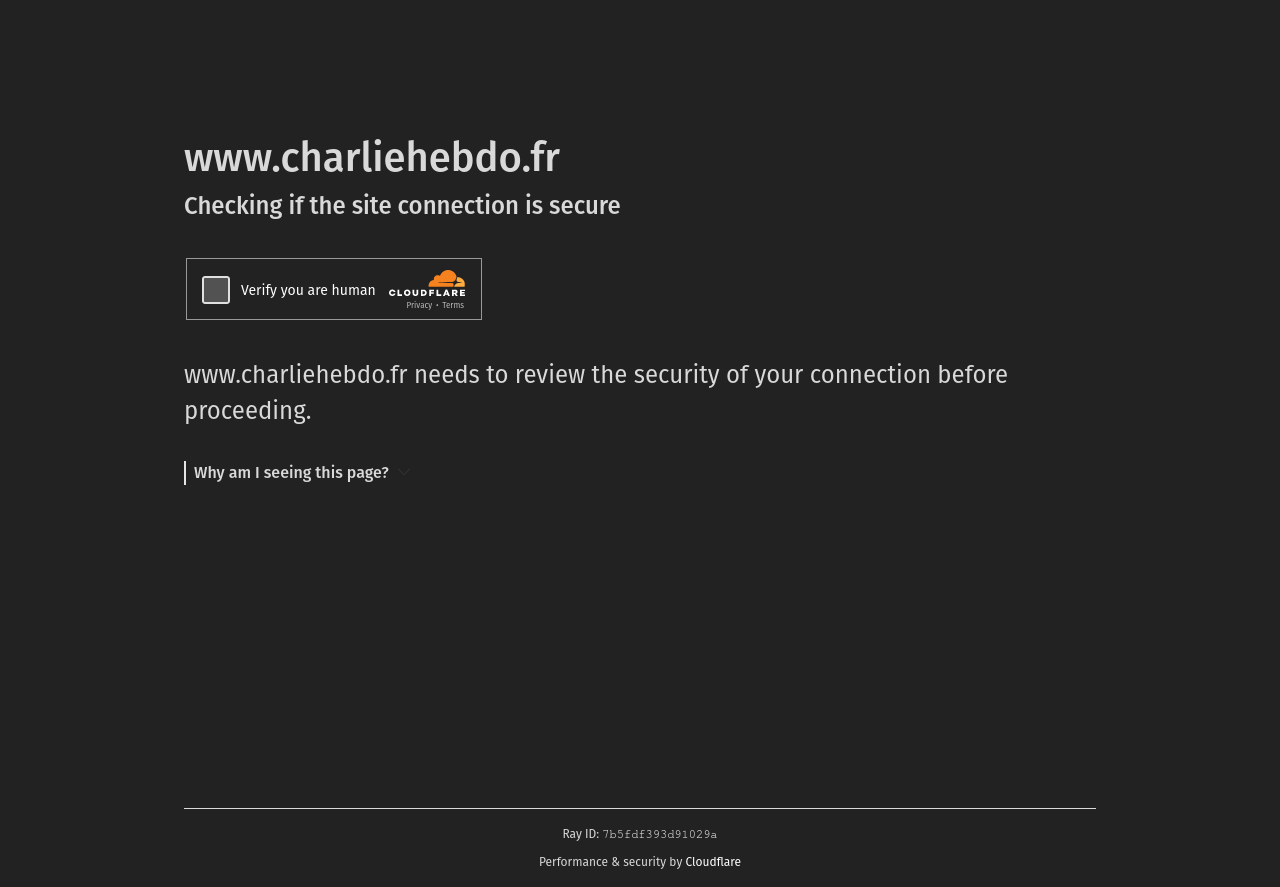 www.charliehebdo.fr
Checking if the site connection is secure
Verify you are human
CLOUDFLARE
Privacy • Terms
www.charliehebdo.fr needs to review the security of your connection before
proceeding.
Why am I seeing this page?
Ray ID: 7b5fdf393d91029a
Performance & security by Cloudflare